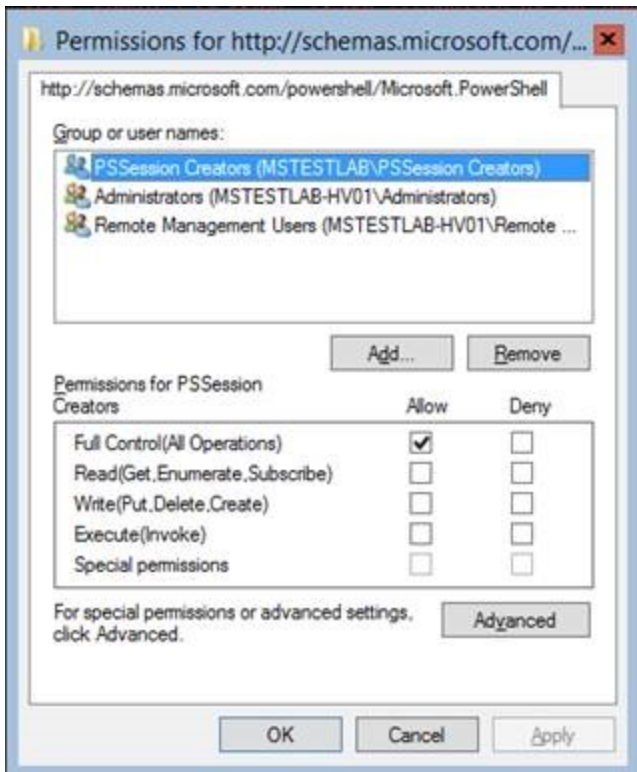 Permissions for http://schemas.microsoft.com/...
http://schemas.microsoft.com/powershell/Microsoft.PowerShell
Group or user names:
PSSession Creators (MSTESTLAB\PSSession Creators)
Administrators (MSTESTLAB-HV01\Administrators)
Remote Management Users (MSTESTLAB-HV01\Remote ...
Add...
Remove
Permissions for PSSession
Creators
Allow
Deny
Full Control(All Operations)
Read(Get,Enumerate,Subscribe)
Write(Put,Delete,Create)
Execute(Invoke)
Special permissions
For special permissions or advanced settings,
click Advanced.
Advanced
OK
Cancel
Apply